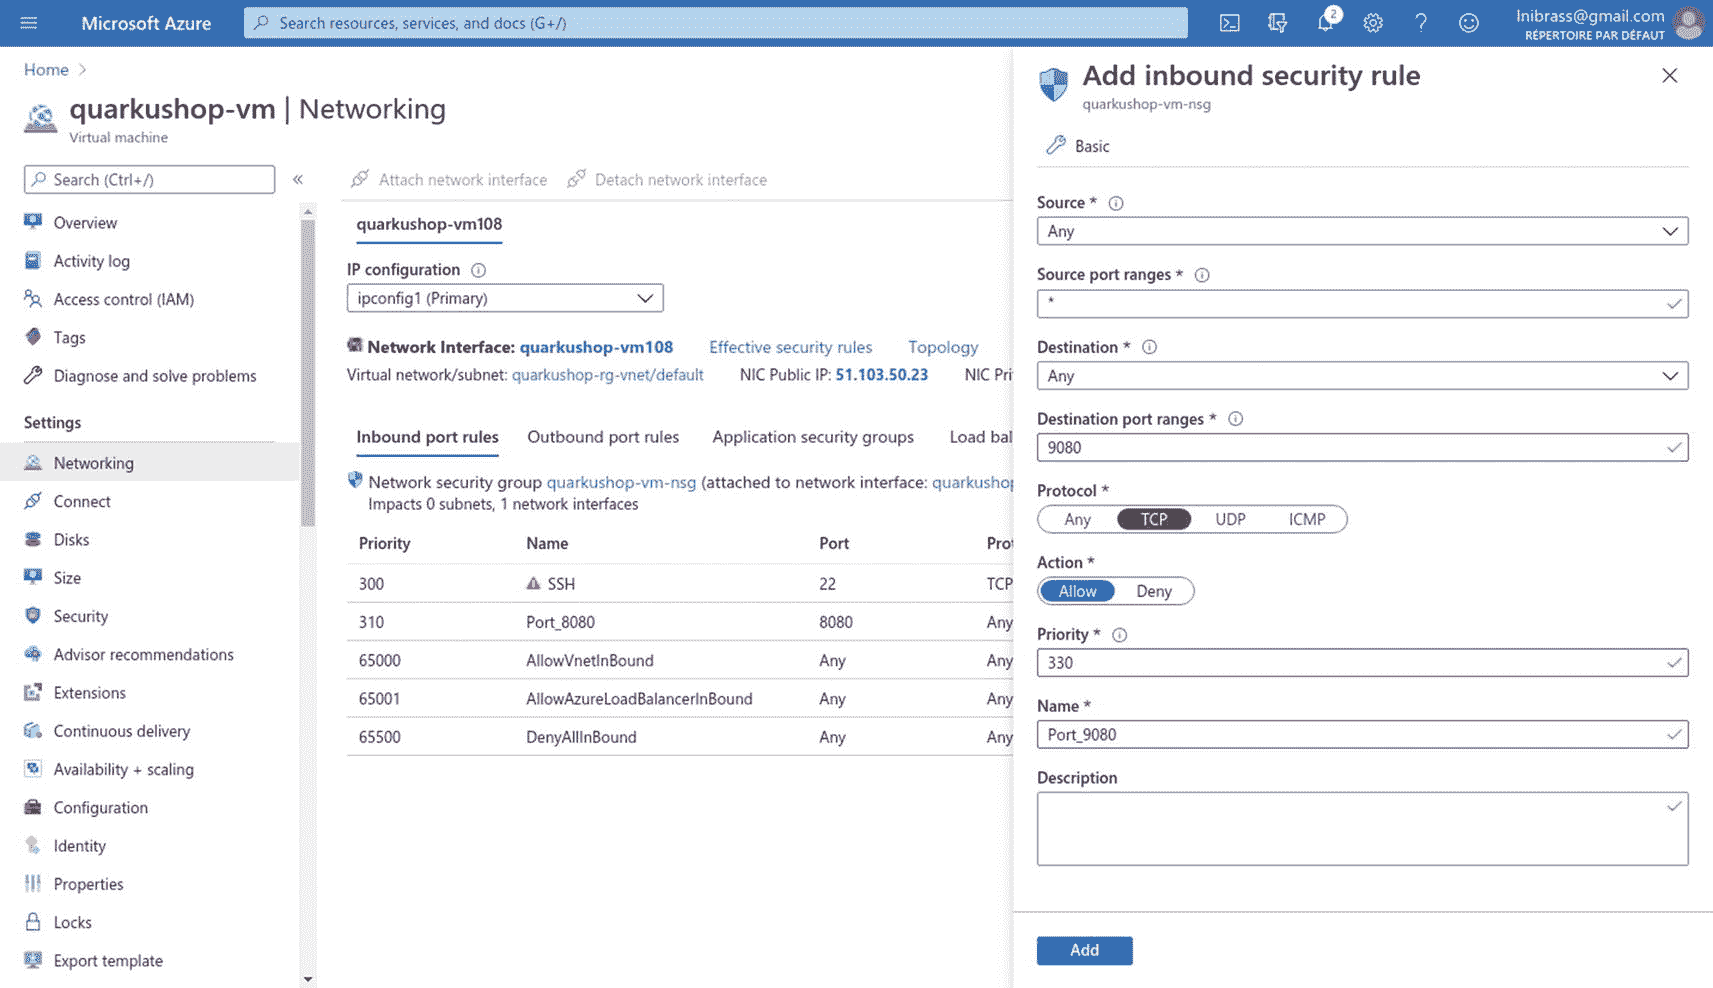 Microsoft Azure
Search resources, services, and docs (G+/)
2
lnibrass@gmail.com
RÉPERTOIRE PAR DÉFAUT
Home
quarkushop-vm | Networking
Virtual machine
Search (Ctrl+/)
«
Overview
Activity log
Access control (IAM)
Tags
Diagnose and solve problems
Settings
Networking
Connect
Disks
Size
Security
Advisor recommendations
Extensions
Continuous delivery
Availability + scaling
Configuration
Identity
Properties
Locks
Export template
Attach network interface Detach network interface
quarkushop-vm108
IP configuration
ipconfig1 (Primary)
Network Interface: quarkushop-vm108 Effective security rules Topology
Virtual network/subnet: quarkushop-rg-vnet/default NIC Public IP: 51.103.50.23 NIC Pri
Inbound port rules Outbound port rules Application security groups Load bal
Network security group quarkushop-vm-nsg (attached to network interface: quarkushop
Impacts 0 subnets, 1 network interfaces
Priority Name Port Pro
300 SSH 22 TCP
310 Port_8080 8080 Any
65000 AllowVnetInBound Any Any
65001 AllowAzureLoadBalancerInBound Any Any
65500 DenyAllInBound Any Any
Add inbound security rule
quarkushop-vm-nsg
Basic
Source *
Any
Source port ranges *
*
Destination *
Any
Destination port ranges *
9080
Protocol *
Any TCP UDP ICMP
Action *
Allow Deny
Priority *
330
Name *
Port_9080
Description
Add